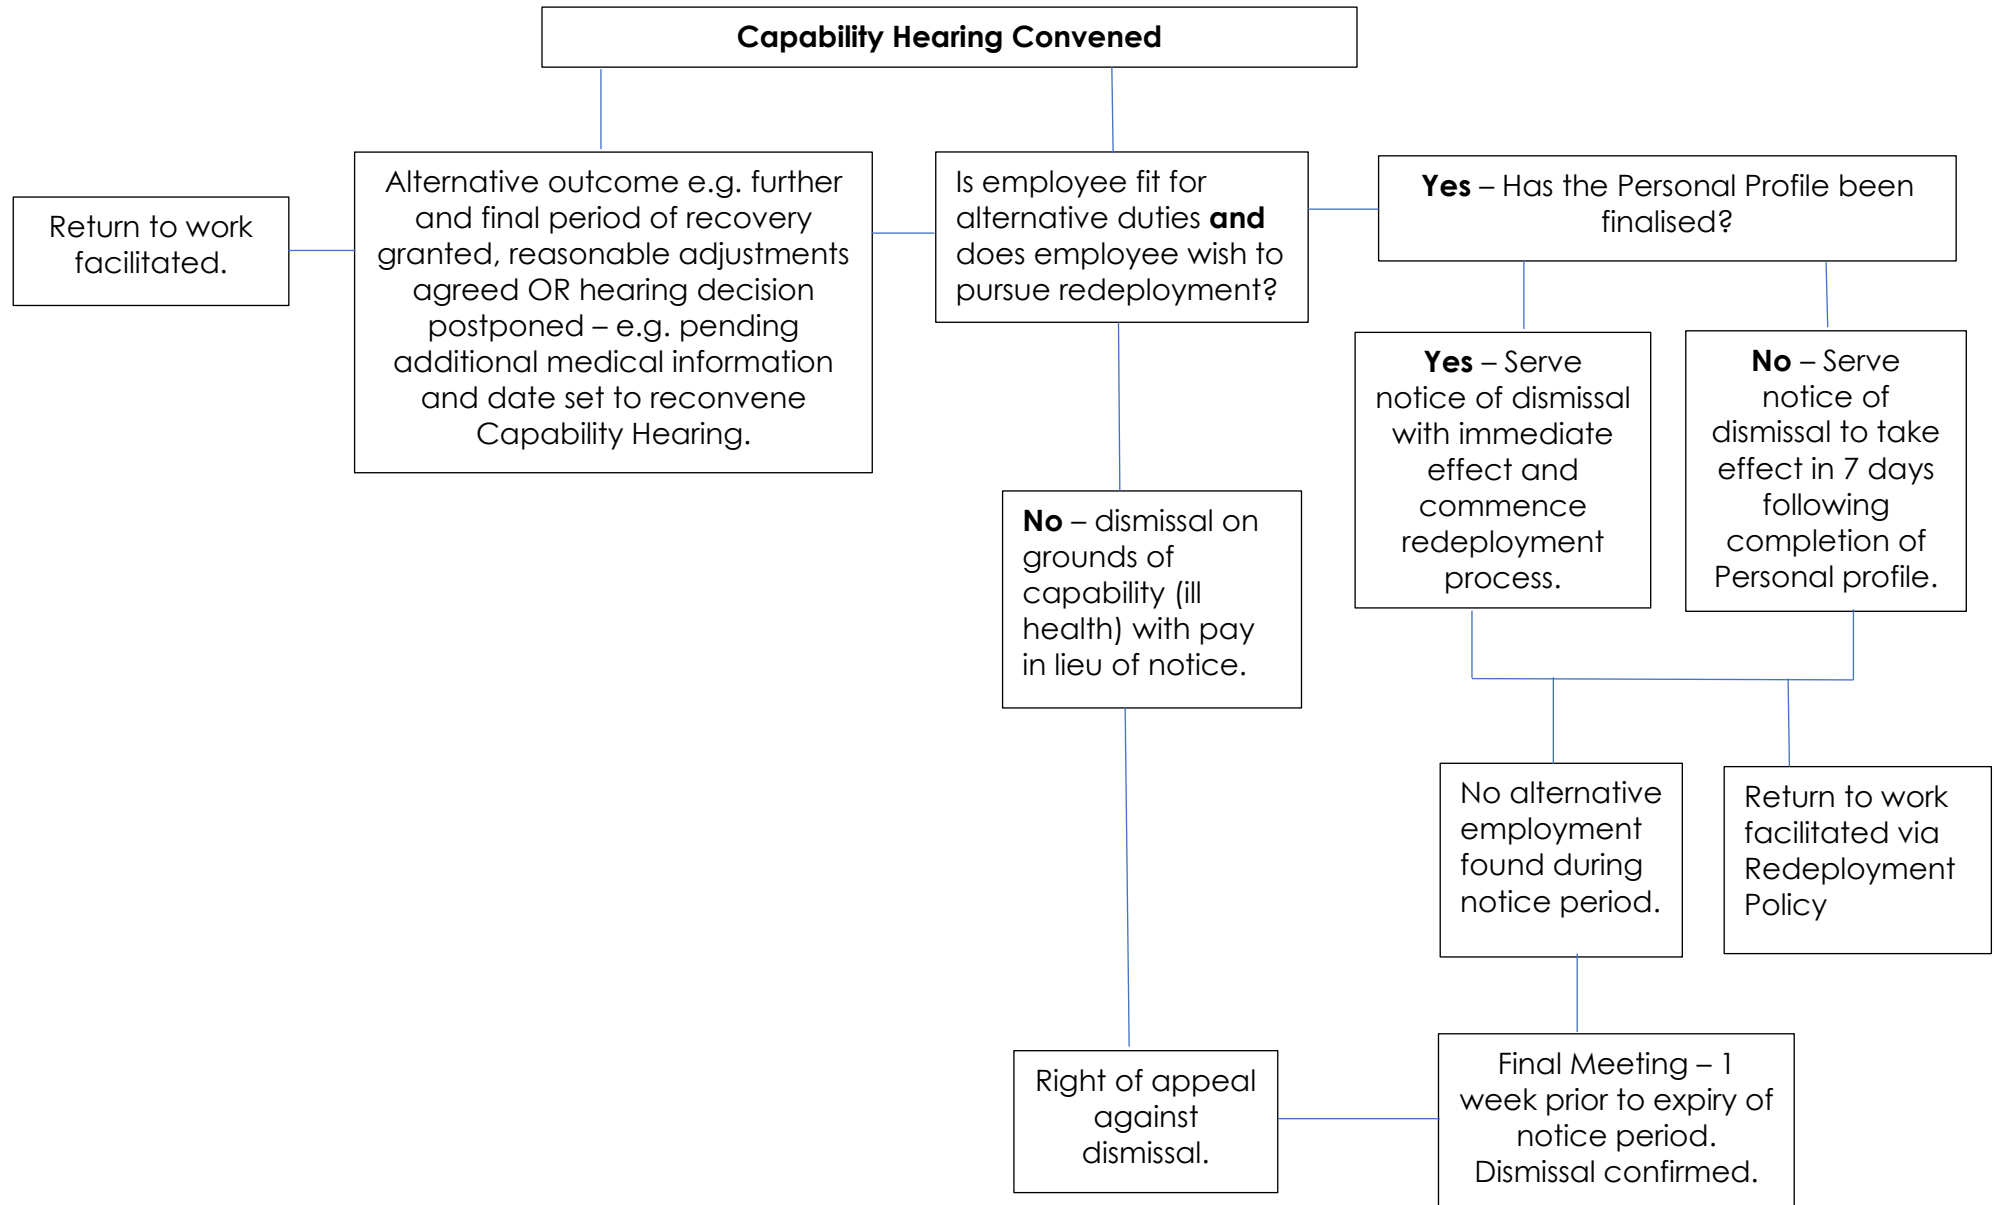 Capability Hearing Convened
Return to work
facilitated.
Alternative outcome e.g. further
and final period of recovery
granted, reasonable adjustments
agreed OR hearing decision
postponed – e.g. pending
additional medical information
and date set to reconvene
Capability Hearing.
Is employee fit for
alternative duties and
does employee wish to
pursue redeployment?
Yes – Has the Personal Profile been
finalised?
Yes – Serve
notice of dismissal
with immediate
effect and
commence
redeployment
process.
No – Serve
notice of
dismissal to take
effect in 7 days
following
completion of
Personal profile.
No – dismissal on
grounds of
capability (ill
health) with pay
in lieu of notice.
No alternative
employment
found during
notice period.
Return to work
facilitated via
Redeployment
Policy
Right of appeal
against
dismissal.
Final Meeting – 1
week prior to expiry of
notice period.
Dismissal confirmed.